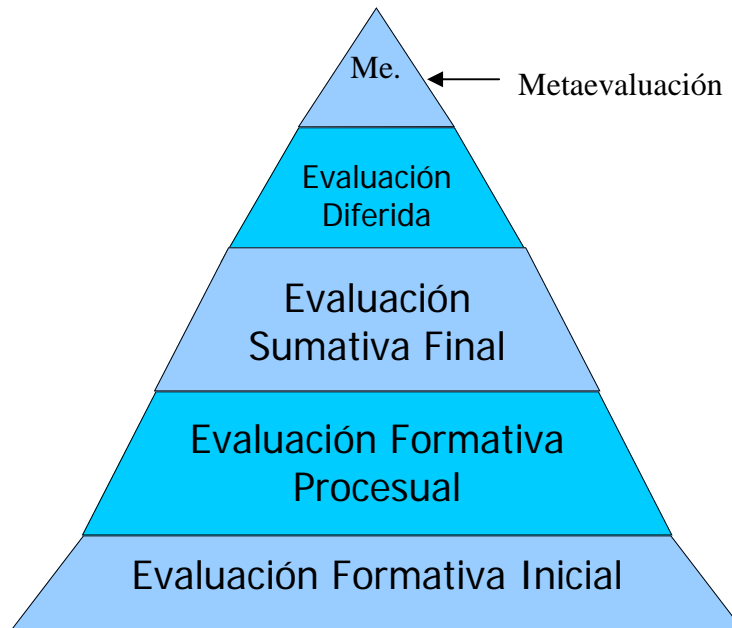 Me.
Metaevaluación
Evaluación
Diferida
Evaluación
Sumativa Final
Evaluación Formativa
Procesual
Evaluación Formativa Inicial